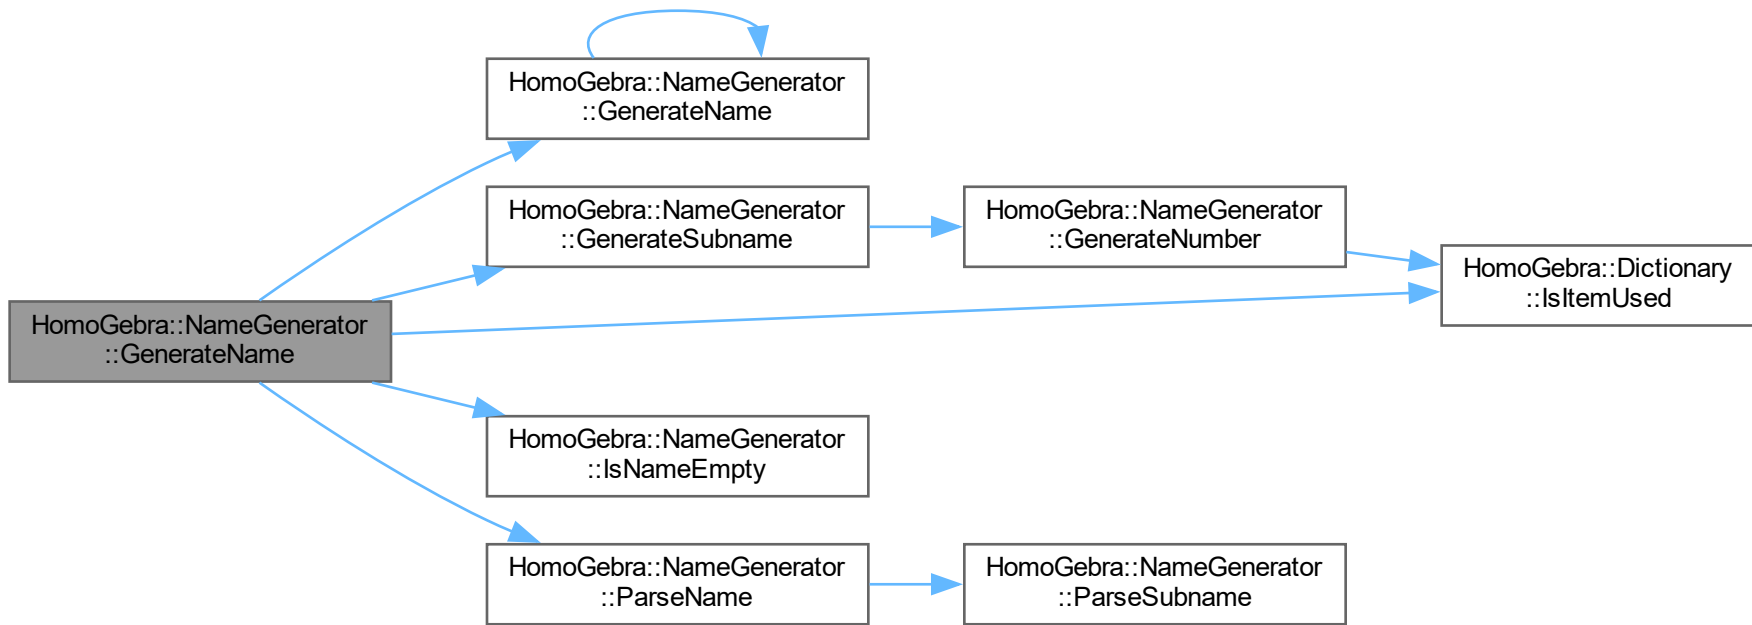 HomoGebra::NameGenerator
::GenerateName
HomoGebra::NameGenerator
::GenerateName
HomoGebra::NameGenerator
::GenerateSubname
HomoGebra::NameGenerator
::GenerateNumber
HomoGebra::Dictionary
::IsItemUsed
HomoGebra::NameGenerator
::IsNameEmpty
HomoGebra::NameGenerator
::ParseName
HomoGebra::NameGenerator
::ParseSubname